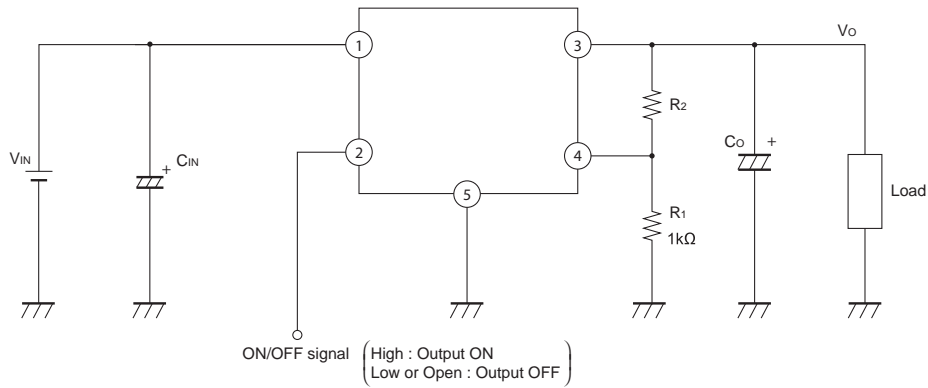 1
3
Vo
R2
2
4
Co
+
VIN
CIN
+
5
R1
1kΩ
Load
ON/OFF signal
High : Output ON
Low or Open : Output OFF